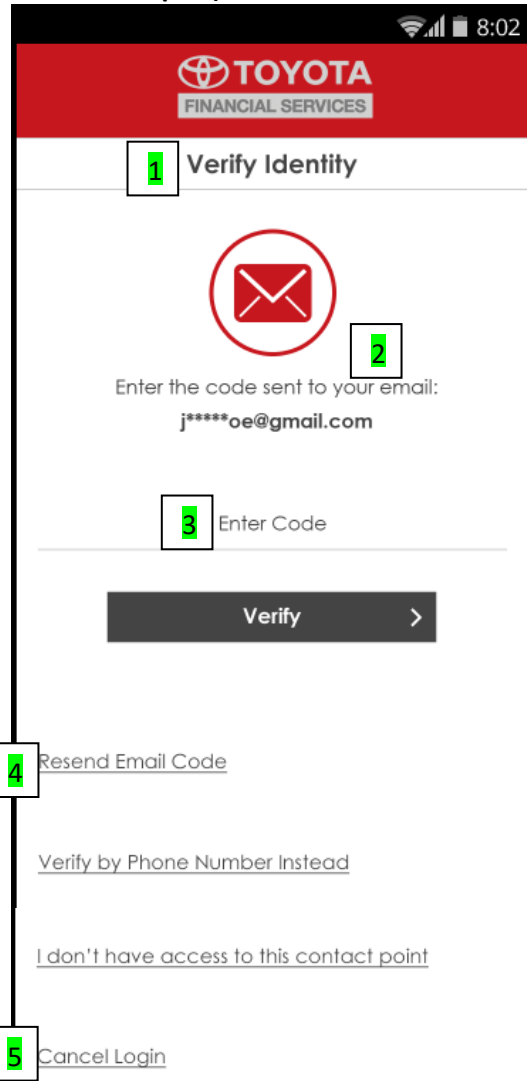 8:02
TOYOTA
FINANCIAL SERVICES
1 Verify Identity
2
Enter the code sent to your email:
j*****oe@gmail.com
3 Enter Code
Verify >
4 Resend Email Code
Verify by Phone Number Instead
I don't have access to this contact point
5 Cancel Login